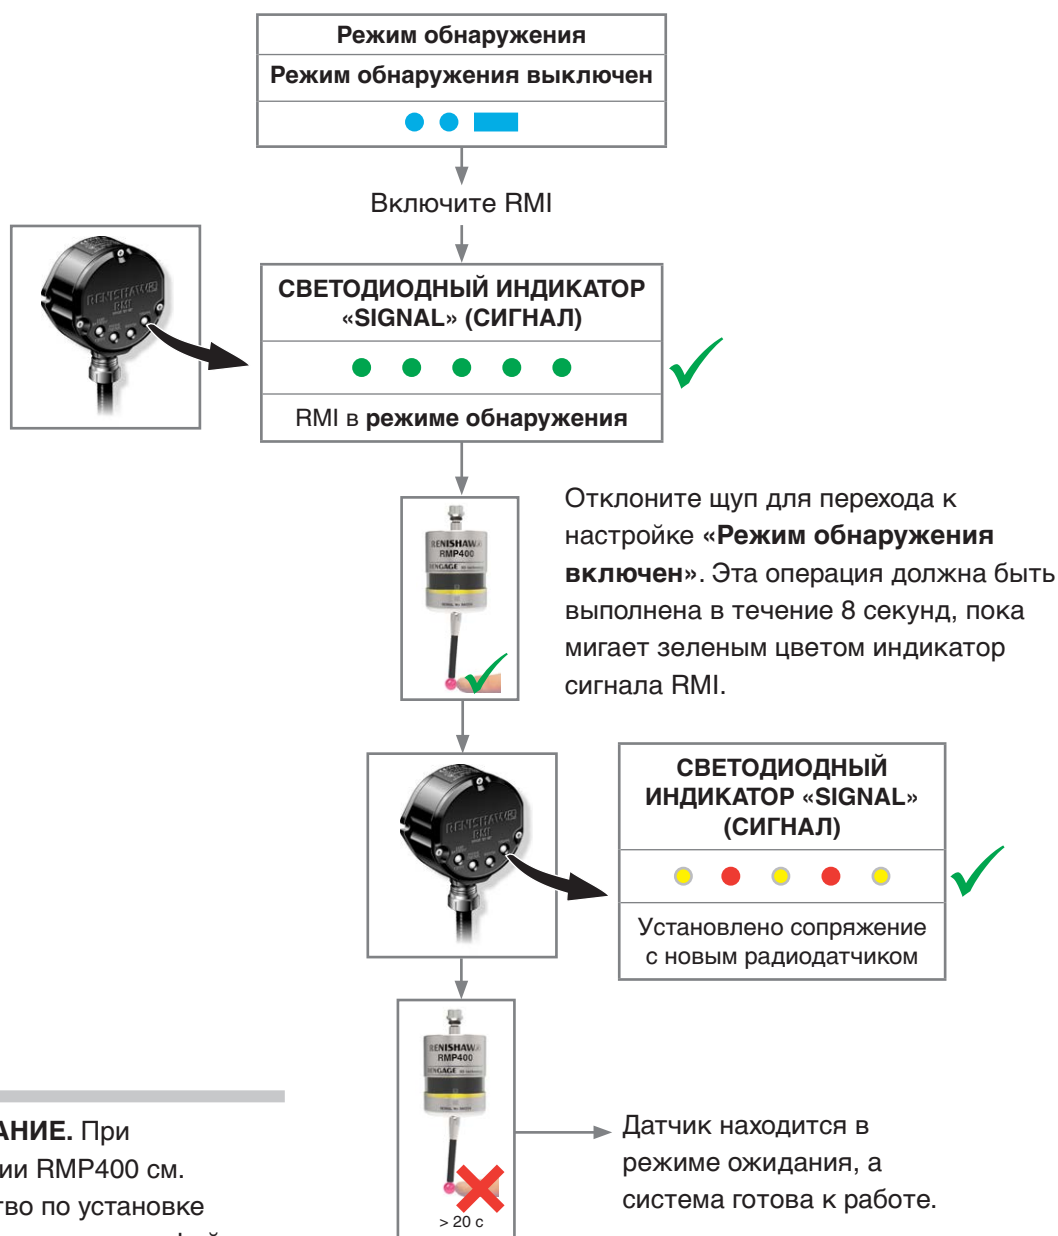 Режим обнаружения
Режим обнаружения выключен
Включите RMI
RENISHAW
RMI
СВЕТОДИОДНЫЙ ИНДИКАТОР
«SIGNAL» (СИГНАЛ)
RMI в режиме обнаружения
RENISHAW
RMP400
Отклоните щуп для перехода к
настройке «Режим обнаружения
включен». Эта операция должна быть
выполнена в течение 8 секунд, пока
мигает зеленым цветом индикатор
сигнала RMI.
RENISHAW
RMI
СВЕТОДИОДНЫЙ
ИНДИКАТОР «SIGNAL»
(СИГНАЛ)
Установлено сопряжение
с новым радиодатчиком
RENISHAW
RMP400
> 20 с
Датчик находится в
режиме ожидания, а
система готова к работе.
АНИЕ. При
ии RMP400 см.
тво по установке